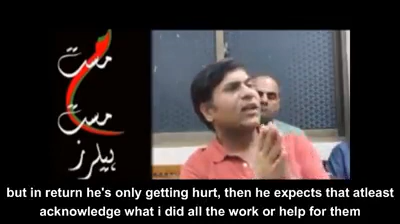 مست
مست
ہیلرز
but in return he's only getting hurt, then he expects that atleast
acknowledge what i did all the work or help for them